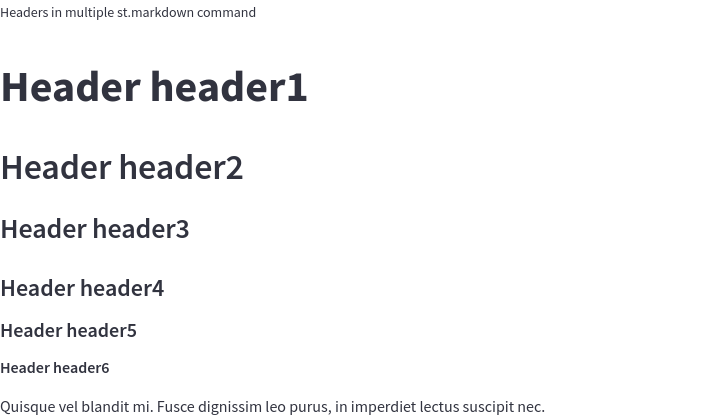 Headers in multiple st.markdown command
Header header1
Header header2
Header header3
Header header4
Header header5
Header header6
Quisque vel blandit mi. Fusce dignissim leo purus, in imperdiet lectus suscipit nec.